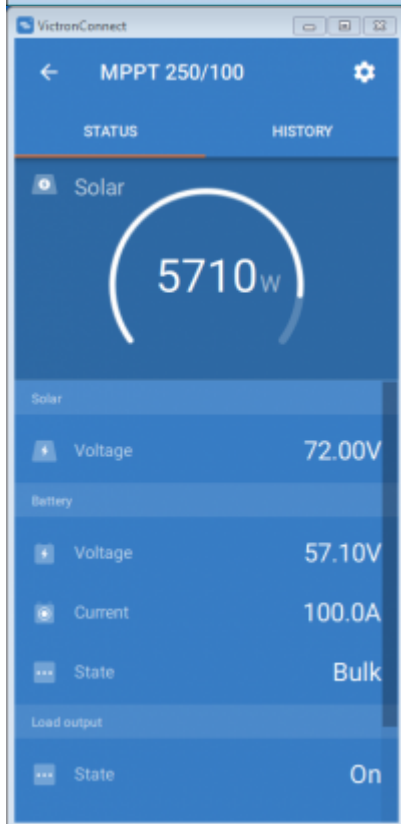 VictronConnect
MPPT 250/100
STATUS HISTORY
Solar
5710W
Solar
Voltage 72.00V
Battery
Voltage 57.10V
Current 100.0A
State Bulk
Load output
State On